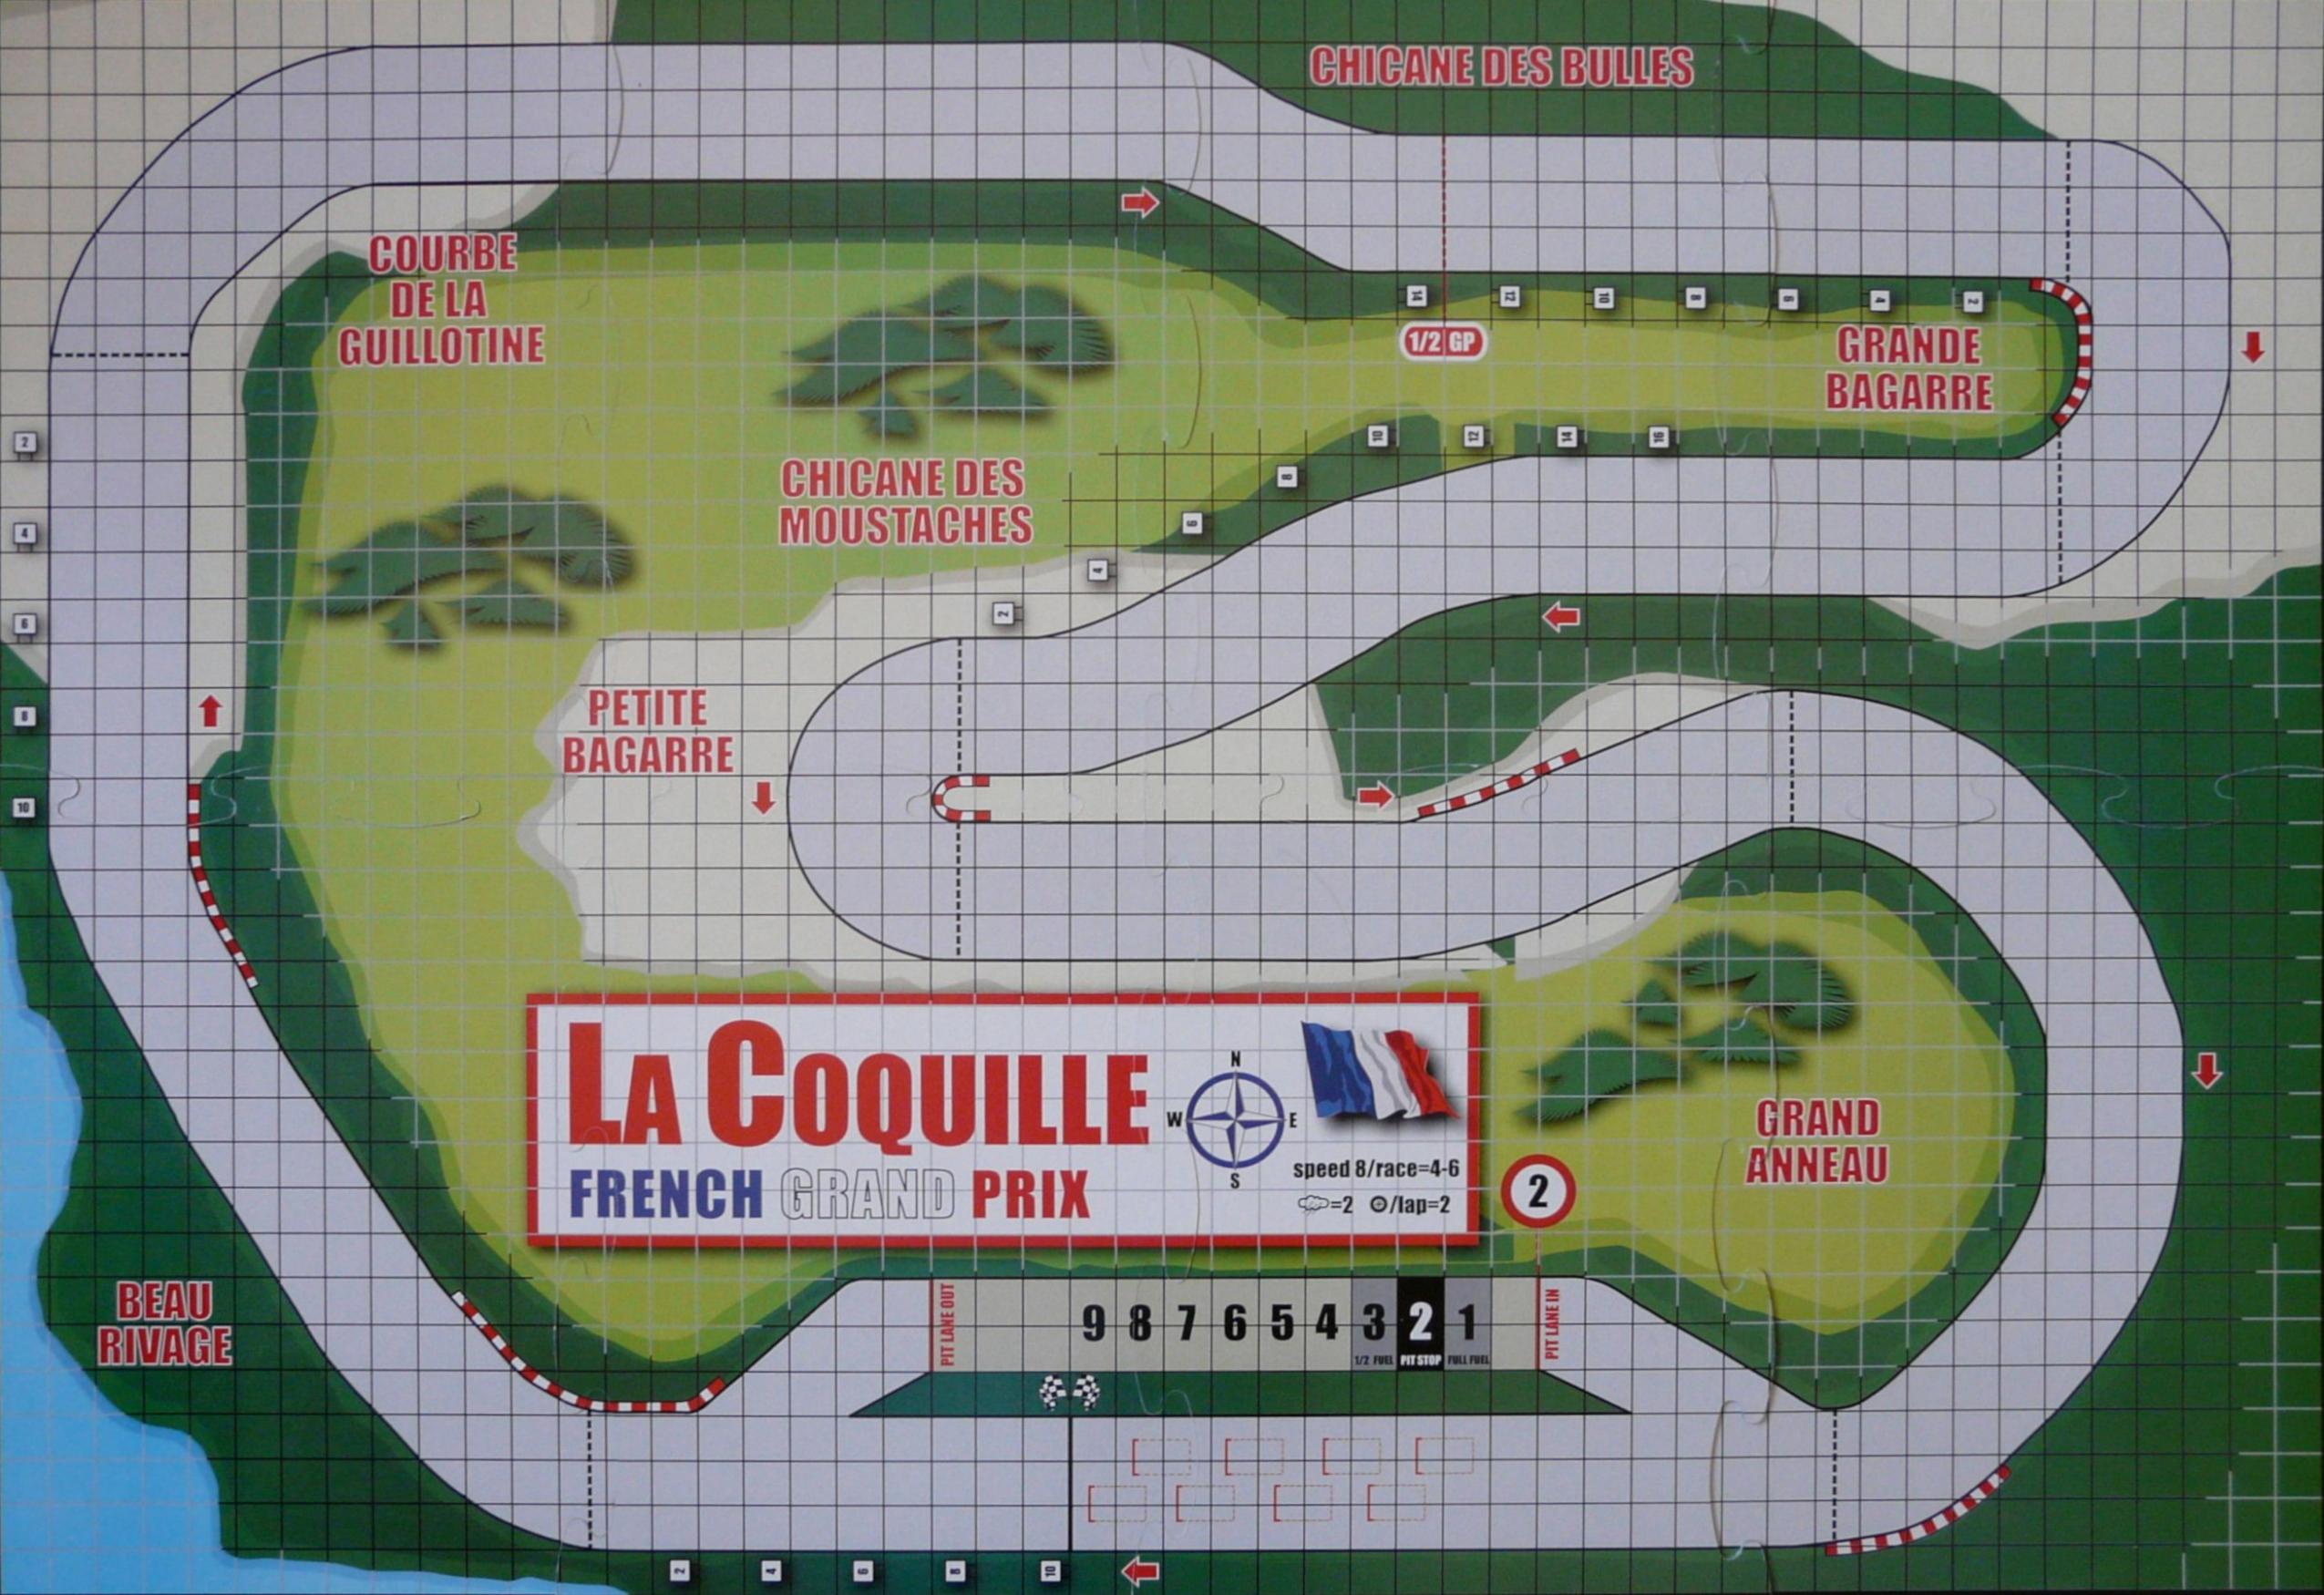 CHICANE DES BULLES
COURBE
DE LA
GUILLOTINE
14
12
10
8
6
4
2
1/2 GP
GRANDE
BAGARRE
10
12
14
16
8
6
4
2
CHICANE DES
MOUSTACHES
2
4
6
8
10
PETITE
BAGARRE
LA COQUILLE
FRENCH GRAND PRIX
N
W
E
S
speed 8/race=4-6
=2 /lap=2
2
GRAND
ANNEAU
BEAU
RIVAGE
PIT LANE OUT
9 8 7 6 5 4 3 2 1
1/2 FUEL PIT STOP FULL FUEL
PIT LANE IN
2
4
6
8
10